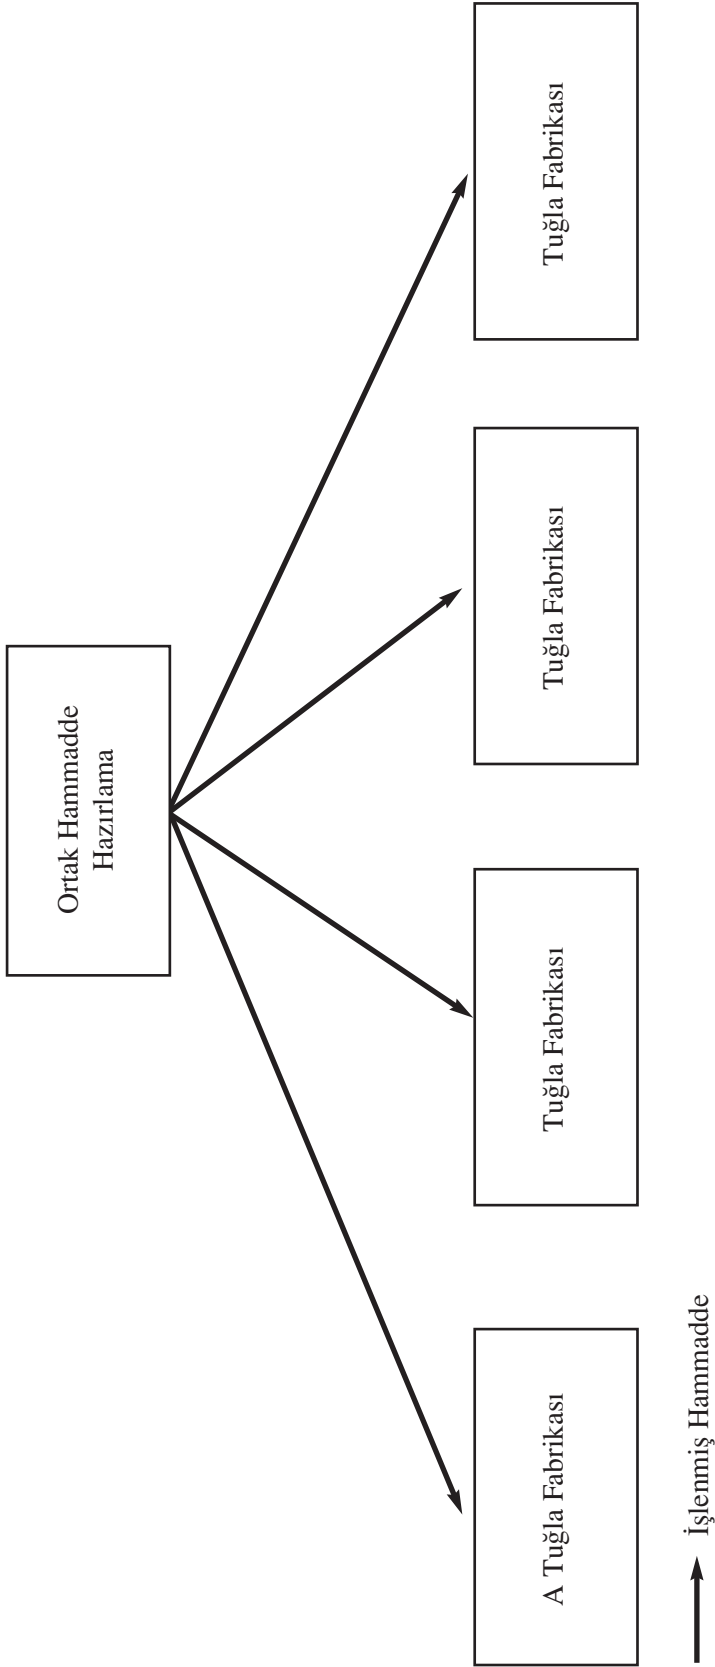 Ortak Hammadde
Hazırlama
A Tuğla Fabrikası
Tuğla Fabrikası
Tuğla Fabrikası
Tuğla Fabrikası
İşlenmiş Hammadde